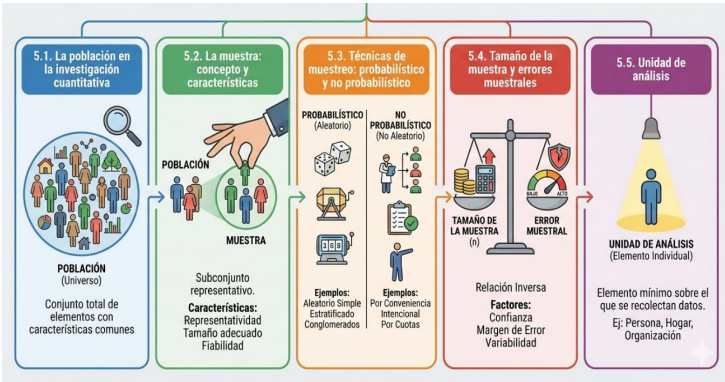 5.1. La población en
la investigación
cuantitativa
POBLACIÓN
(Universo)
Conjunto total de
elementos con
características comunes
5.2. La muestra:
concepto y
características
POBLACIÓN
MUESTRA
Subconjunto
representativo.
Características:
Representatividad
Tamaño adecuado
Fiabilidad
5.3. Técnicas de
muestreo: probabilístico
y no probabilístico
PROBABILÍSTICO
(Aleatorio)
3 6 5
Ejemplos:
Aleatorio Simple
Estratificado
Conglomerados
NO
PROBABILÍSTICO
(No Aleatorio)
Ejemplos:
Por Conveniencia
Intencional
Por Cuotas
5.4. Tamaño de la
muestra y errores
muestrales
TAMAÑO DE
LA MUESTRA
(n)
BAJO
ACTO
ERROR
MUESTRAL
Relación Inversa
Factores:
Confianza
Margen de Error
Variabilidad
5.5. Unidad de
análisis
UNIDAD DE ANÁLISIS
(Elemento Individual)
Elemento mínimo sobre el
que se recolectan datos.
Ej: Persona, Hogar,
Organización